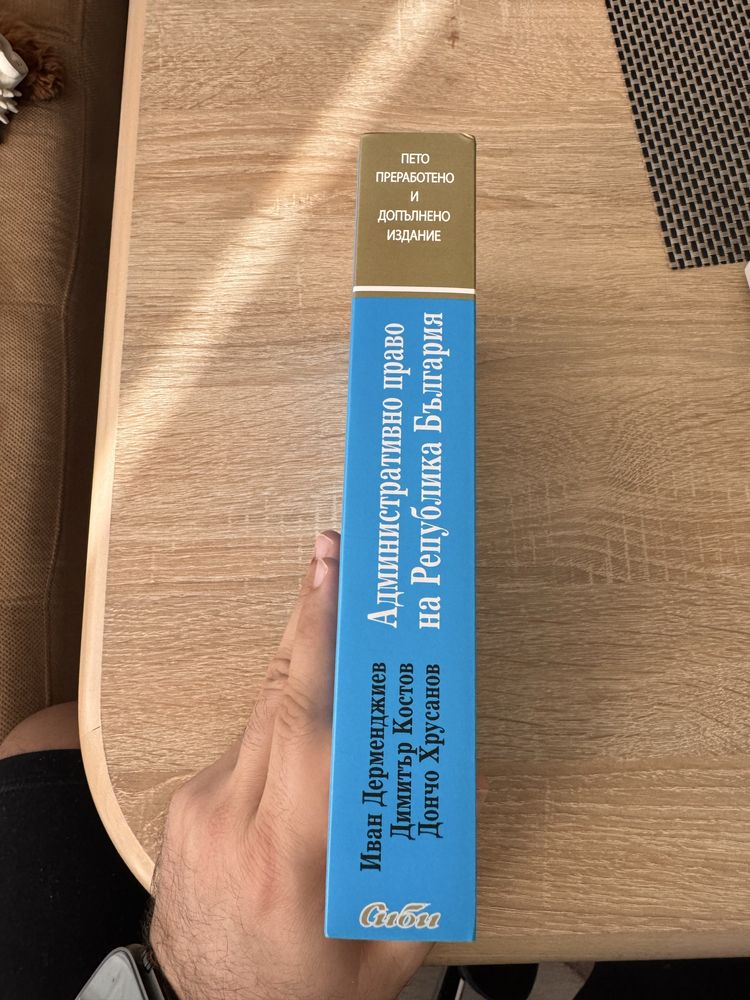 ПЕТО
ПРЕРАБОТЕНО
И
ДОПЪЛНЕНО
ИЗДАНИЕ
Административно право
на Република България
Иван Дерменджиев
Димитър Костов
Дончо Хрусанов
Сиби